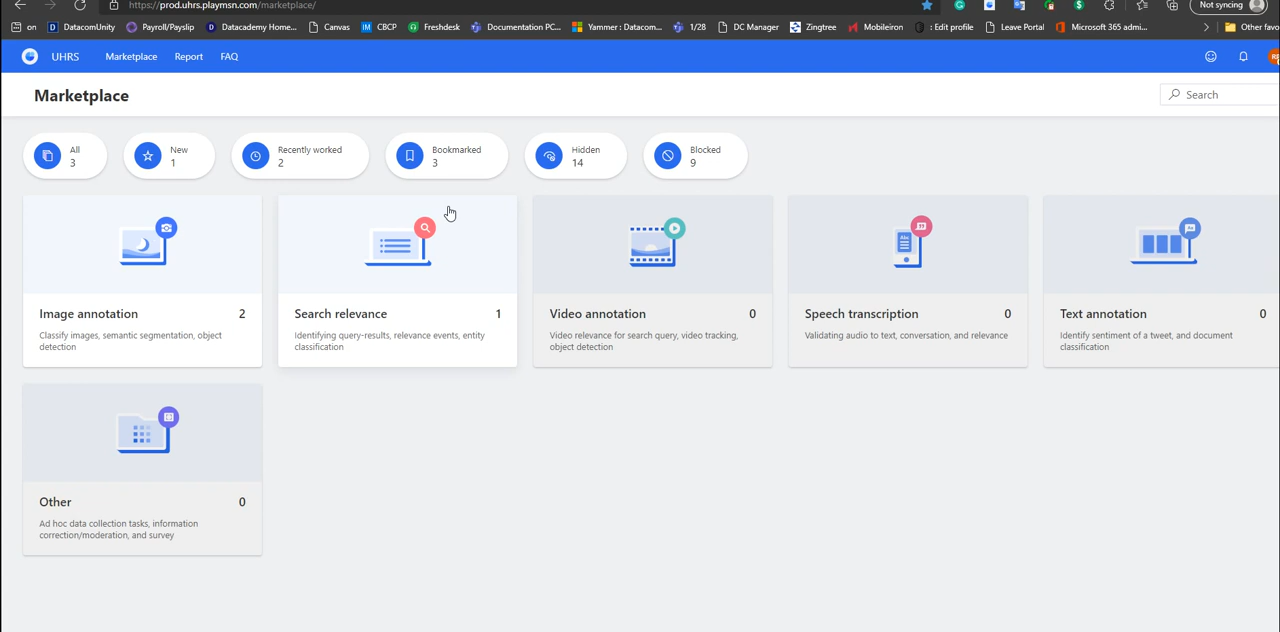 https://prod.uhrs.playmsn.com/marketplace/
Not syncing
on DatacomUnity Payroll/Payslip Datacademy Home... Canvas CBCP Freshdesk Documentation PC... Yammer : Datacom... 1/28 DC Manager Zingtree Mobileiron : Edit profile Leave Portal Microsoft 365 admi... Other favo
UHRS Marketplace Report FAQ
Marketplace
Search
All
3
New
1
Recently worked
2
Bookmarked
3
Hidden
14
Blocked
9
Image annotation 2
Classify images, semantic segmentation, object
detection
Search relevance 1
Identifying query-results, relevance events, entity
classification
Video annotation 0
Video relevance for search query, video tracking,
object detection
Speech transcription 0
Validating audio to text, conversation, and relevance
Text annotation 0
Identify sentiment of a tweet, and document
classification
Other 0
Ad hoc data collection tasks, information
correction/moderation, and survey